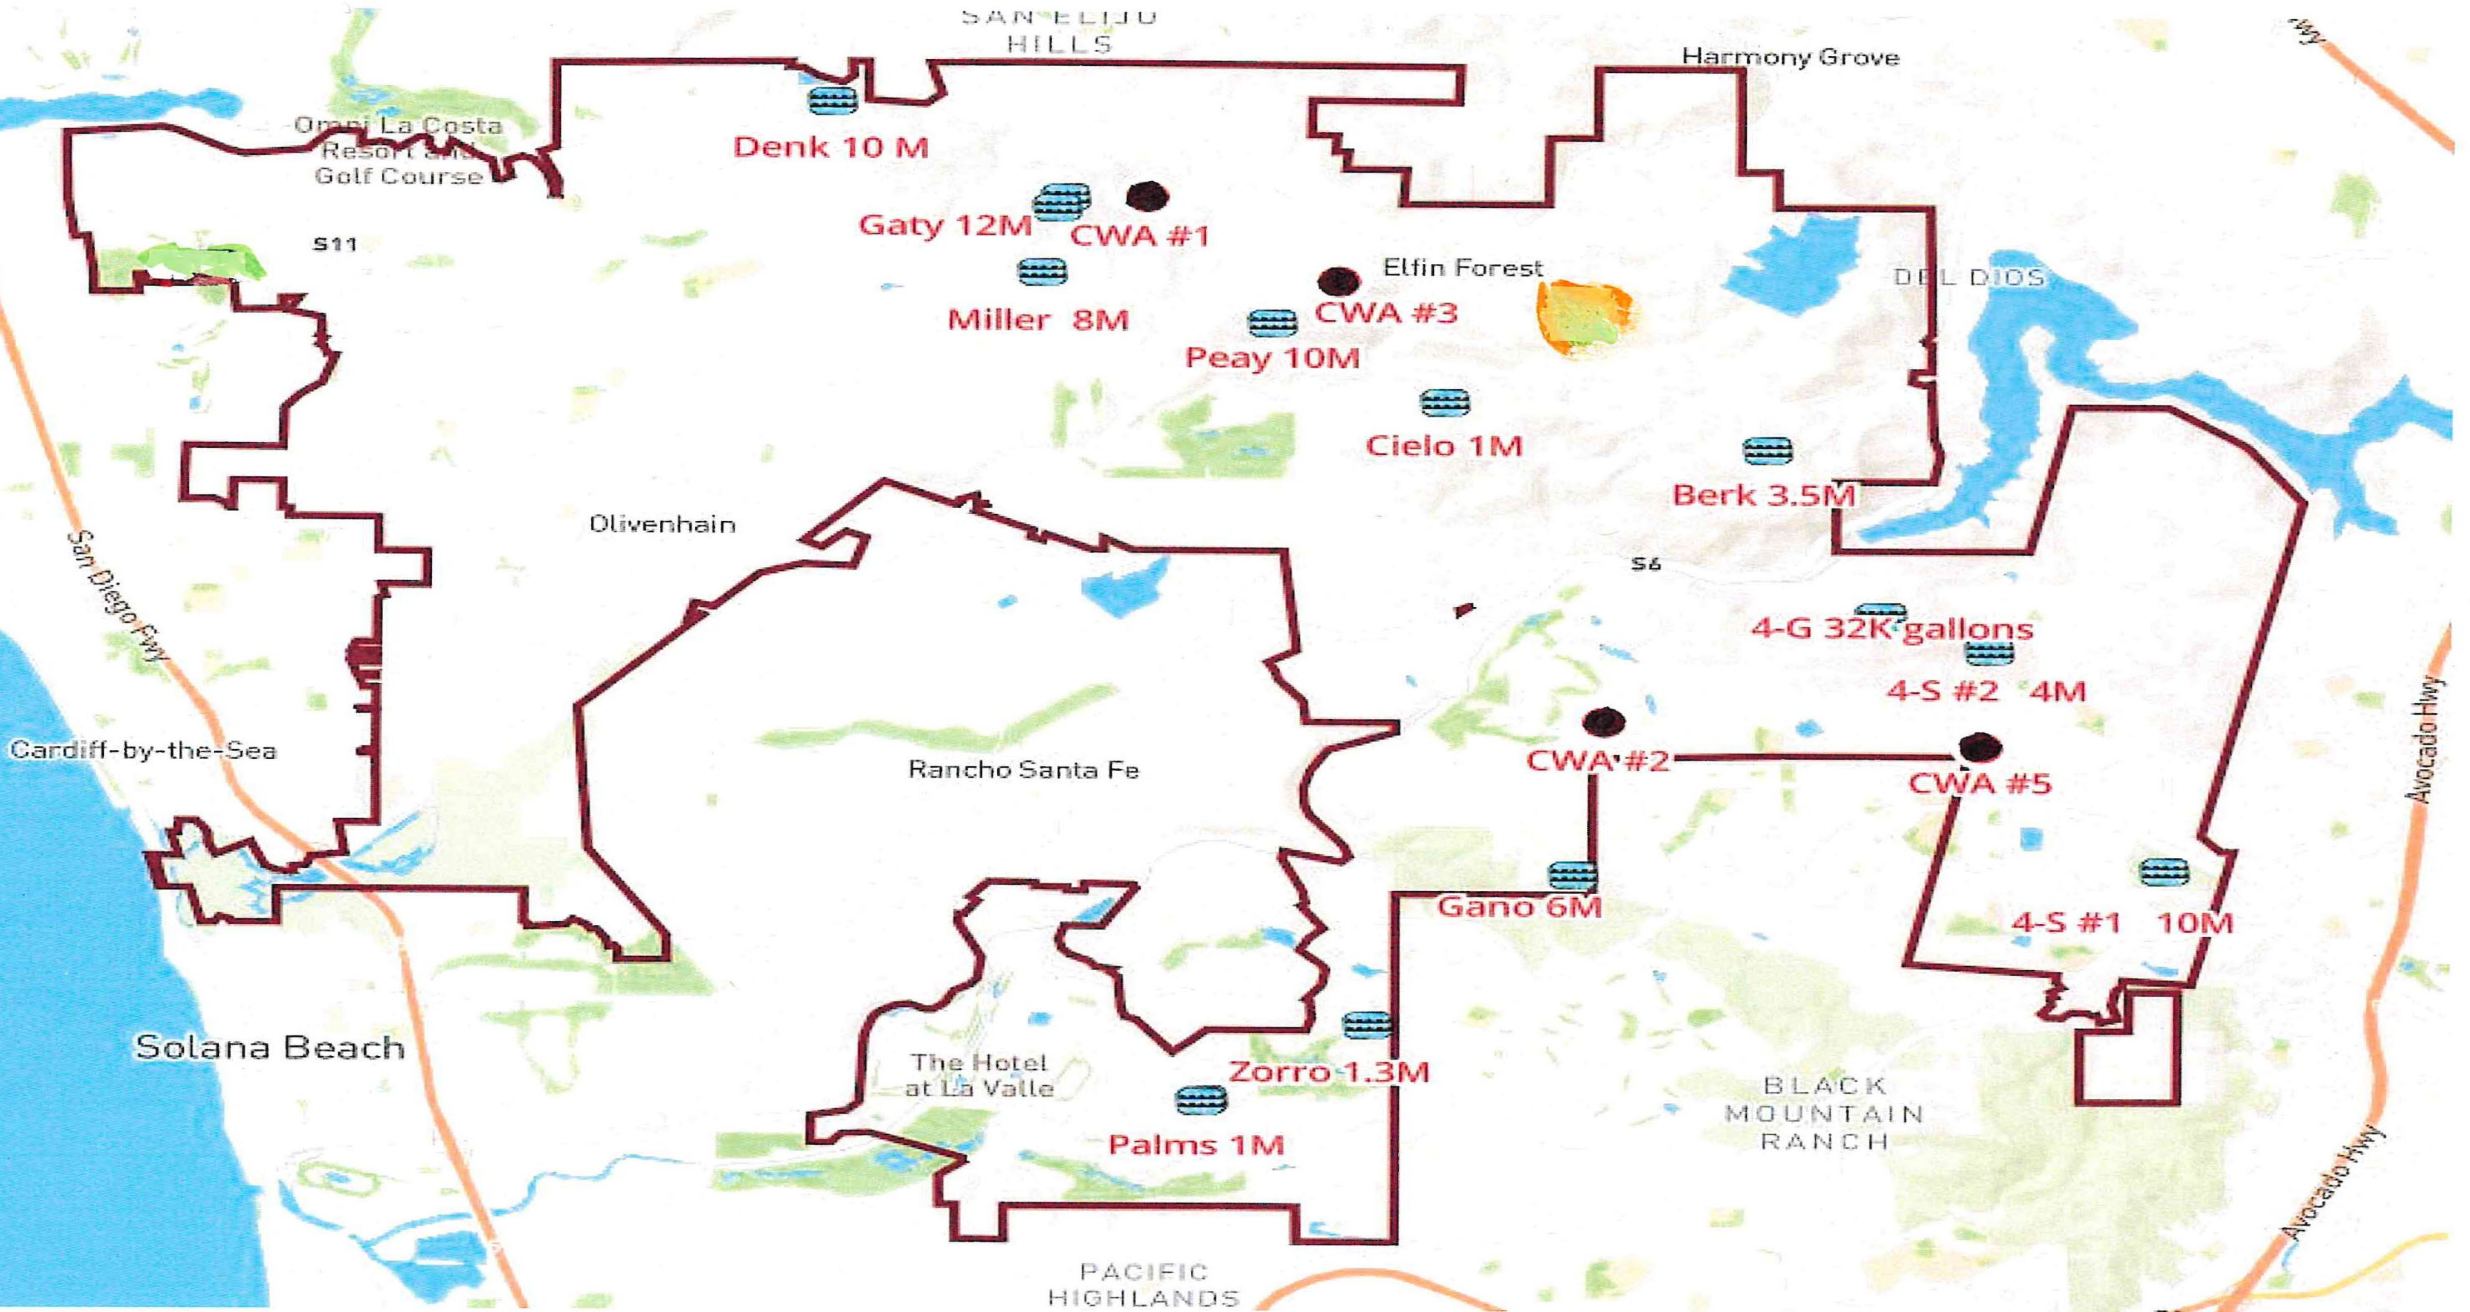 SAN ELIJO
HILLS
Harmony Grove
Fwy
Omni La Costa
Resort and
Golf Course
Denk 10 M
S11
Gaty 12M
CWA #1
Elfin Forest
DEL DIOS
Miller 8M
CWA #3
Peay 10M
Cielo 1M
Berk 3.5M
Olivenhain
S6
San Diego Fwy
4-G 32K gallons
4-S #2 4M
Avocado Hwy
Cardiff-by-the-Sea
Rancho Santa Fe
CWA #2
CWA #5
Gano 6M
4-S #1 10M
Solana Beach
The Hotel
at La Valle
Zorro 1.3M
Palms 1M
BLACK
MOUNTAIN
RANCH
Avocado Hwy
PACIFIC
HIGHLANDS